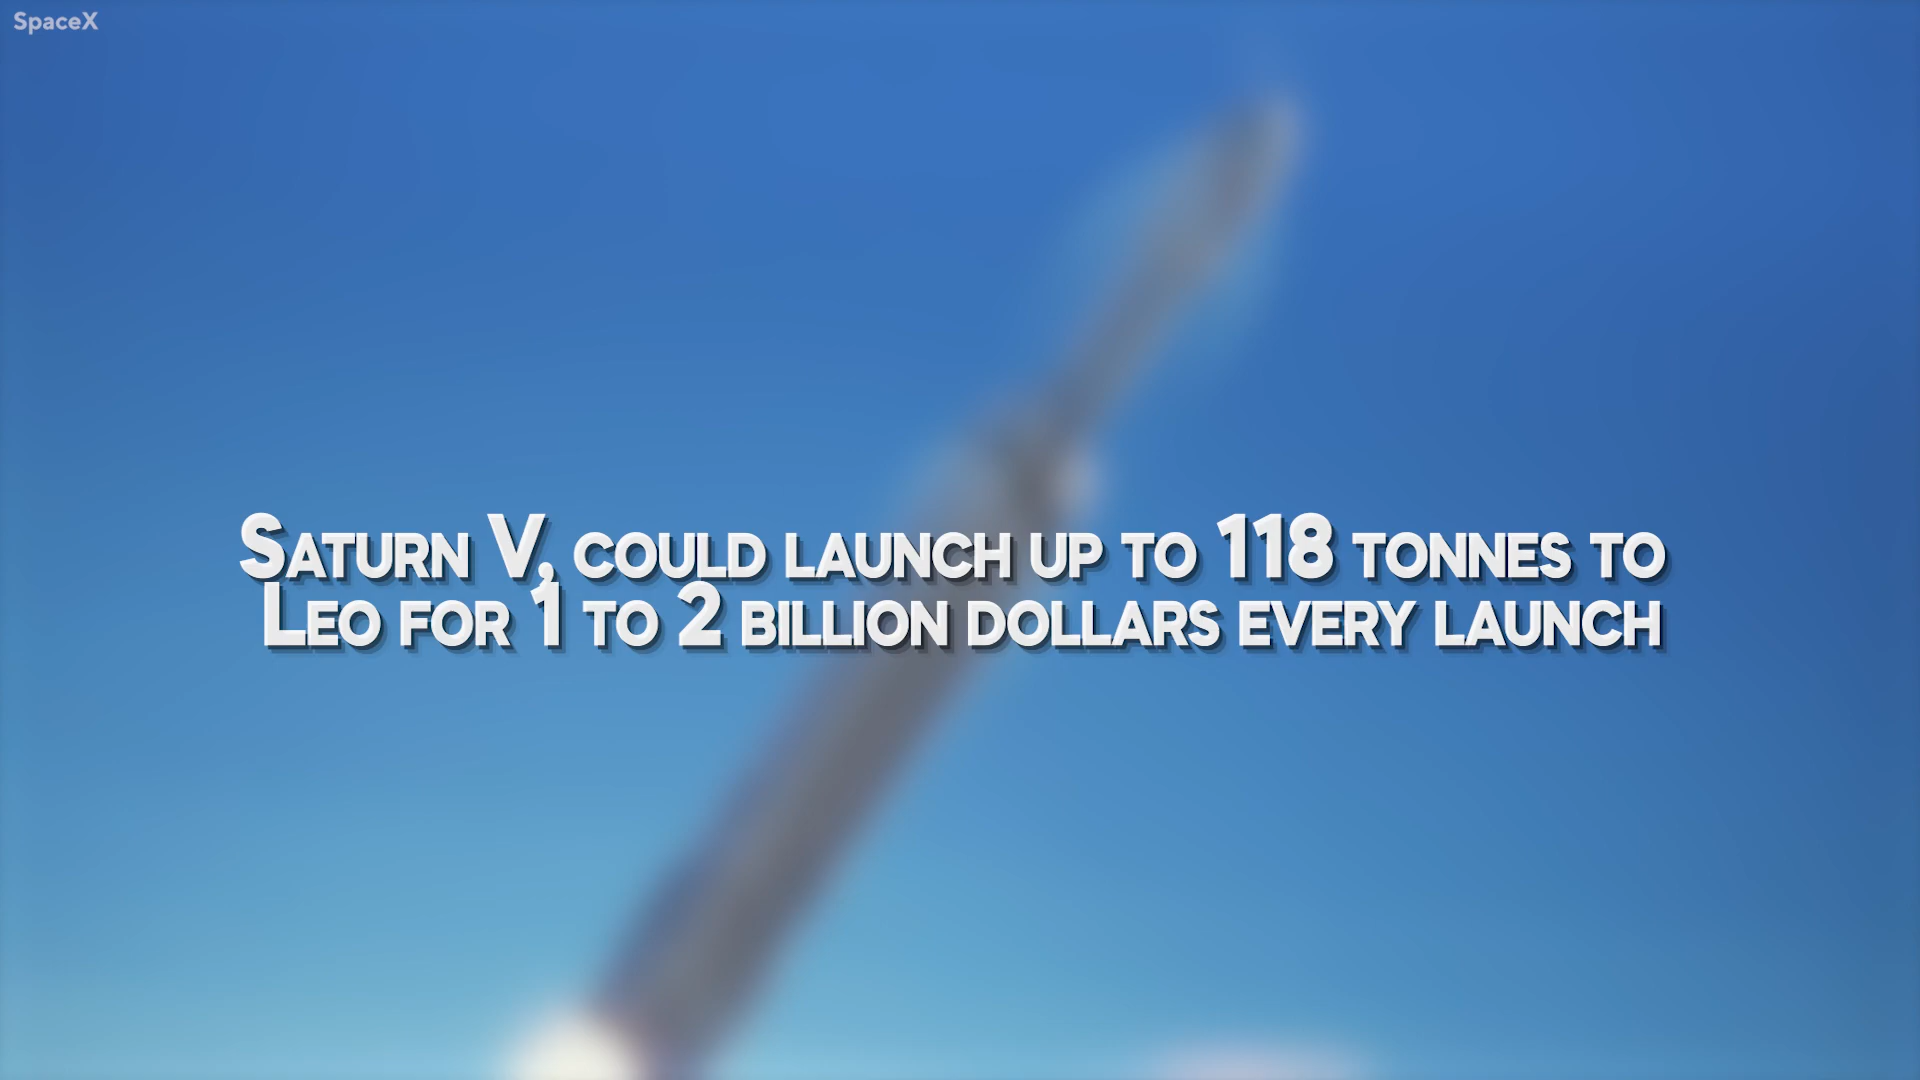 SpaceX
Saturn V, could launch up to 118 tonnes to
Leo for 1 to 2 billion dollars every launch